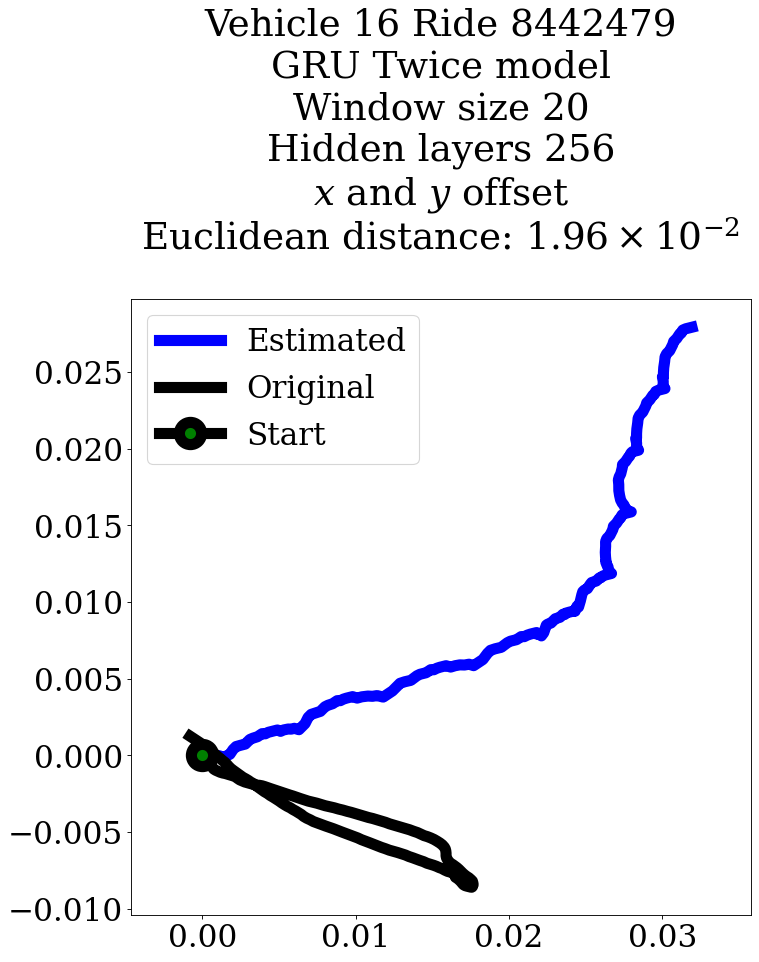 Vehicle 16 Ride 8442479
GRU Twice model
Window size 20
Hidden layers 256
x and y offset
Euclidean distance: 1.96 × 10⁻²
Estimated
Original
Start
0.025
0.020
0.015
0.010
0.005
0.000
−0.005
−0.010
0.00 0.01 0.02 0.03